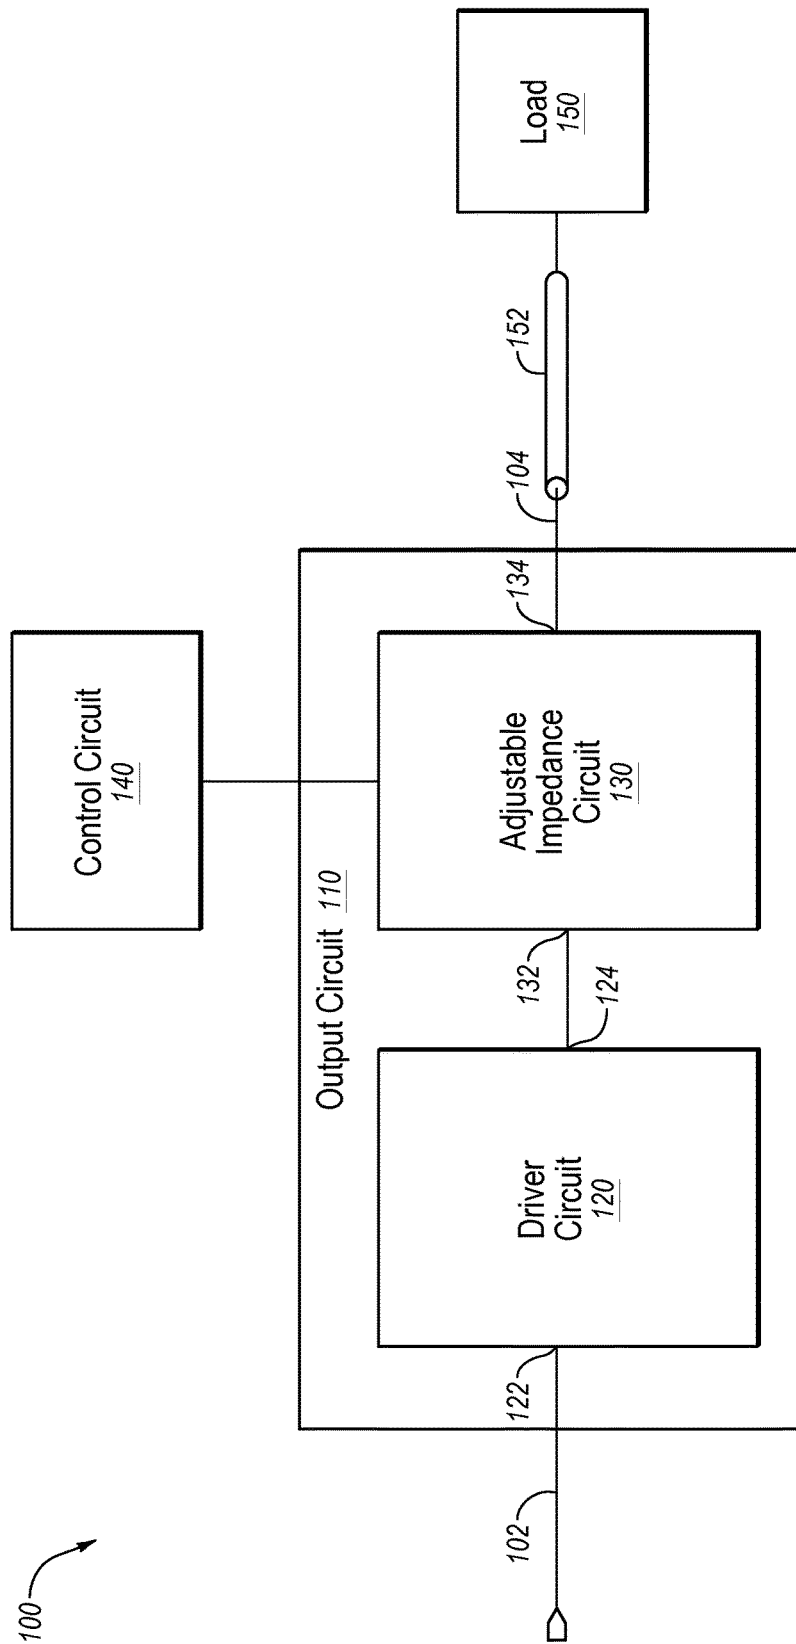 100
Control Circuit
140
Output Circuit 110
102
122
Driver
Circuit
120
124
132
Adjustable
Impedance
Circuit
130
134
104
152
Load
150